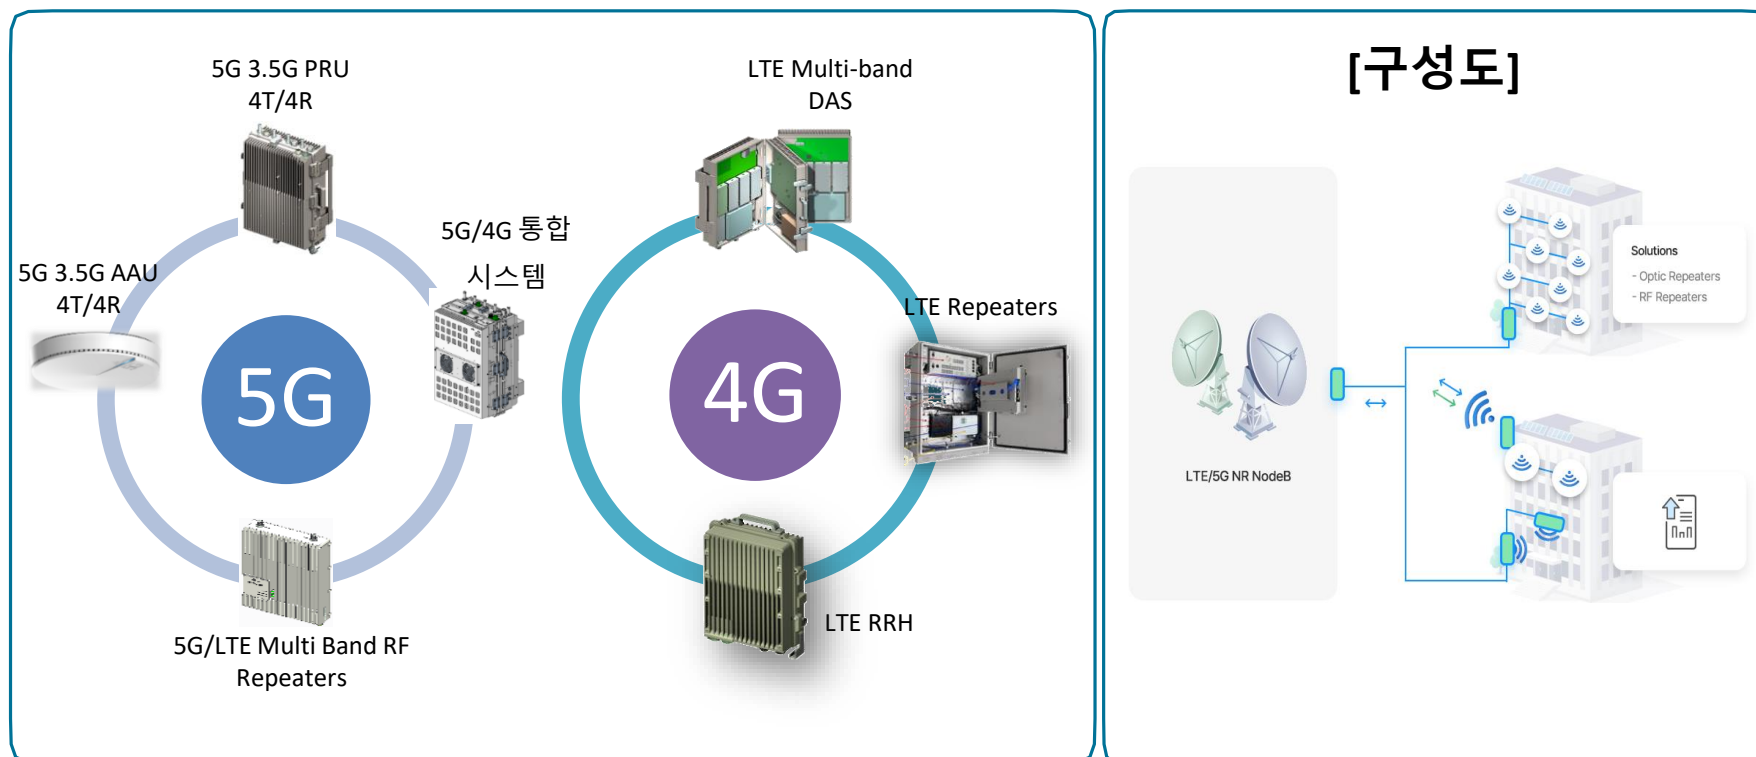 5G 3.5G PRU
4T/4R
5G/4G 통합
시스템
5G 3.5G AAU
4T/4R
5G
5G/LTE Multi Band RF
Repeaters
LTE Multi-band
DAS
LTE Repeaters
4G
LTE RRH
[구성도]
Solutions
- Optic Repeaters
- RF Repeaters
LTE/5G NR NodeB